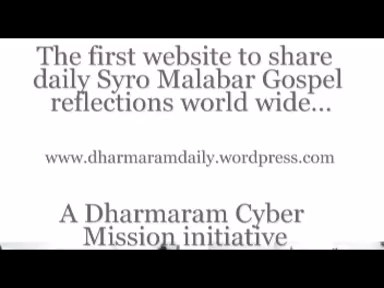 The first website to share
daily Syro Malabar Gospel
reflections world wide...
www.dharmaramdaily.wordpress.com
A Dharmaram Cyber
Mission initiative